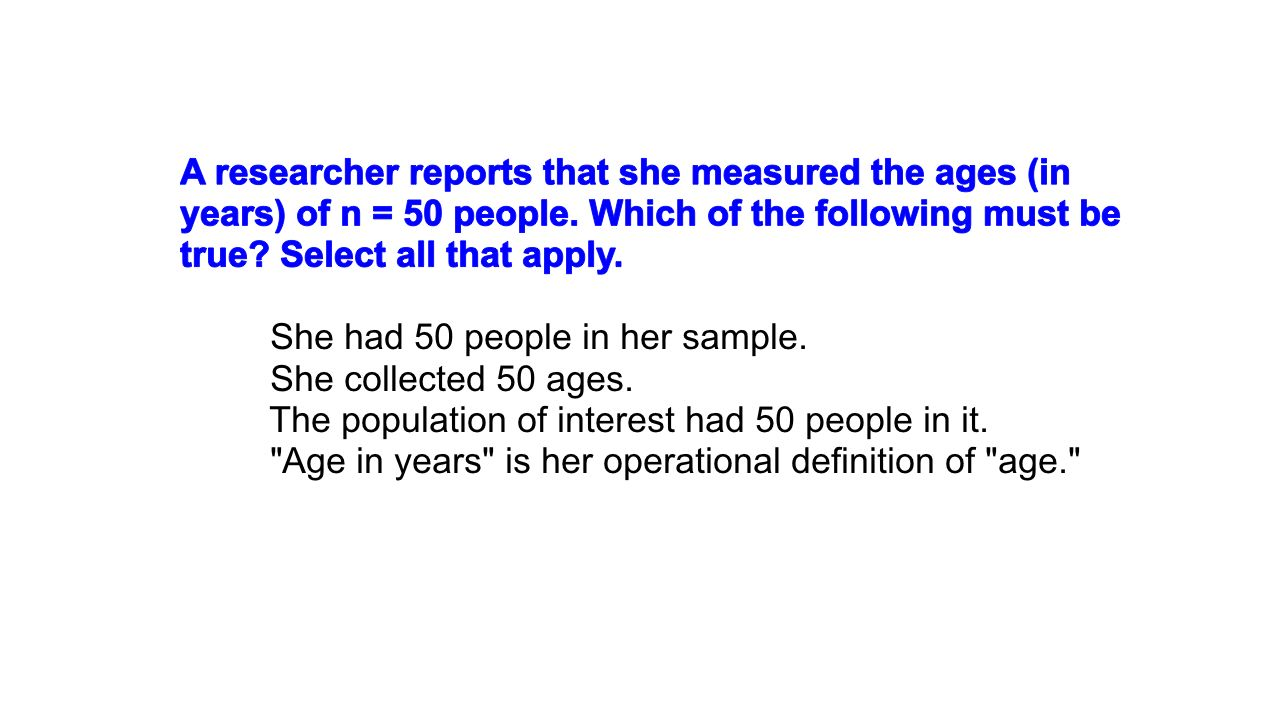 A researcher reports that she measured the ages (in
years) of n = 50 people. Which of the following must be
true? Select all that apply.
She had 50 people in her sample.
She collected 50 ages.
The population of interest had 50 people in it.
"Age in years" is her operational definition of "age."